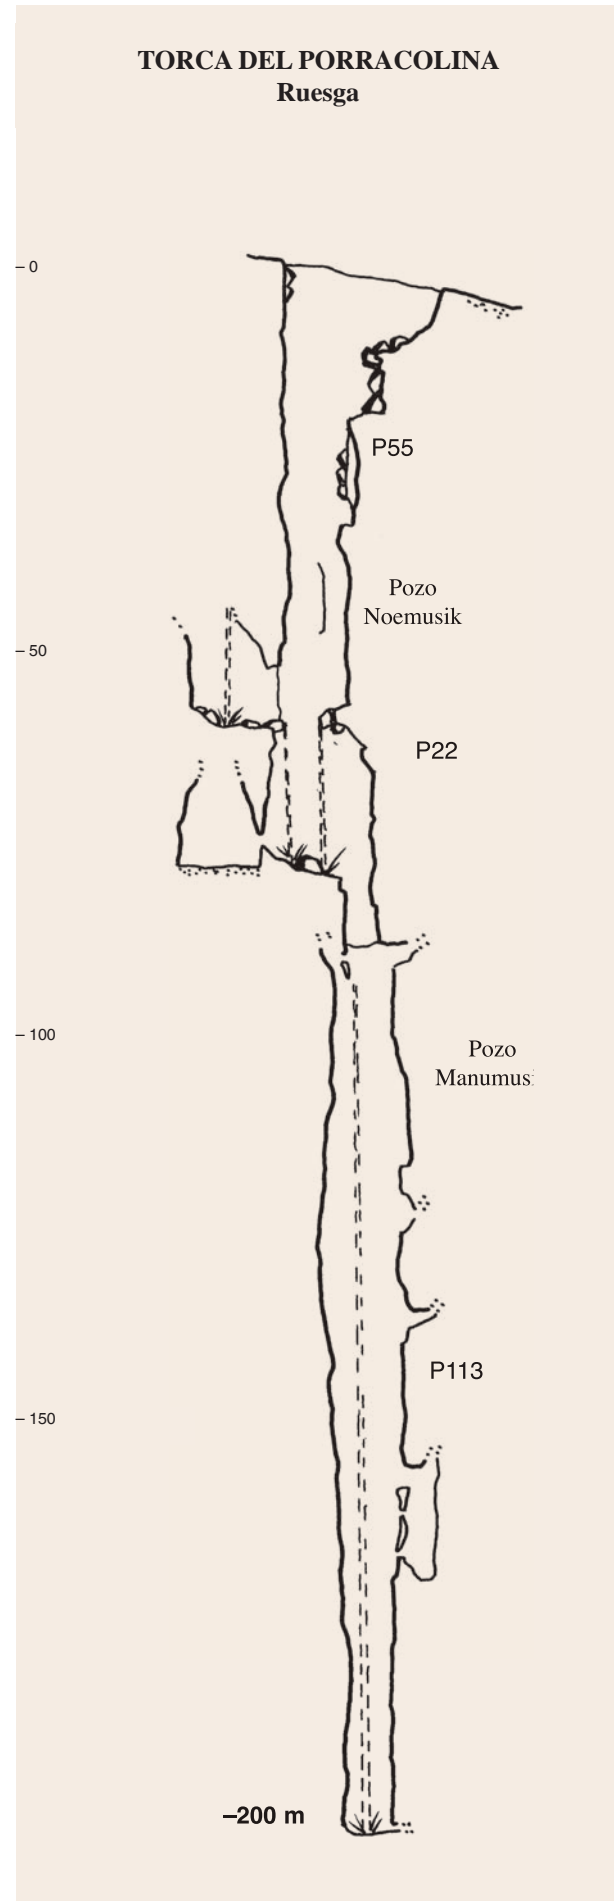 TORCA DEL PORRACOLINA
Ruesga
– 0
P55
Pozo
Noemusik
– 50
P22
– 100
Pozo
P113
– 150
–200 m